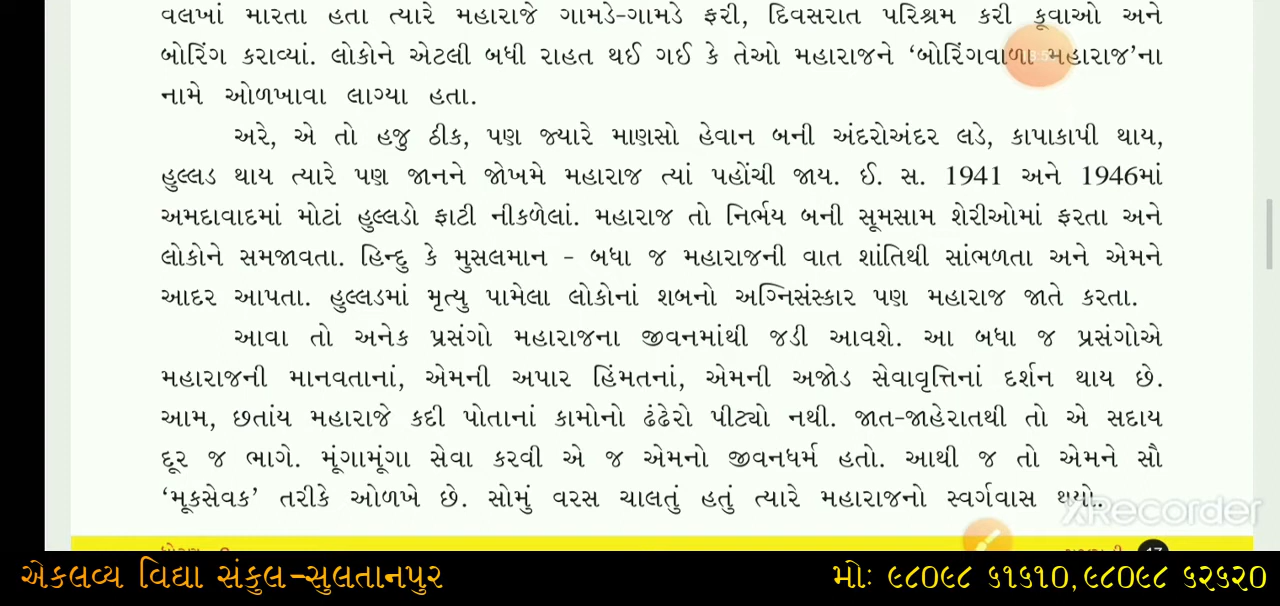 વલખાં મારતા હતા ત્યારે મહારાજે ગામડે-ગામડે ફરી, દિવસરાત પરિશ્રમ કરી કૂવાઓ અને
બોરિંગ કરાવ્યાં. લોકોને એટલી બધી રાહત થઈ ગઈ કે તેઓ મહારાજને ‘બોરિંગવાળા મહારાજ’ના
નામે ઓળખાવા લાગ્યા હતા.
અરે, એ તો હજુ ઠીક, પણ જ્યારે માણસો હેવાન બની અંદરોઅંદર લડે, કાપાકાપી થાય,
હુલ્લડ થાય ત્યારે પણ જાનને જોખમે મહારાજ ત્યાં પહોંચી જાય. ઈ. સ. 1941 અને 1946માં
અમદાવાદમાં મોટાં હુલ્લડો ફાટી નીકળેલાં. મહારાજ તો નિર્ભય બની સૂમસામ શેરીઓમાં ફરતા અને
લોકોને સમજાવતા. હિન્દુ કે મુસલમાન - બધા જ મહારાજની વાત શાંતિથી સાંભળતા અને એમને
આદર આપતા. હુલ્લડમાં મૃત્યુ પામેલા લોકોનાં શબનો અગ્નિસંસ્કાર પણ મહારાજ જાતે કરતા.
આવા તો અનેક પ્રસંગો મહારાજના જીવનમાંથી જડી આવશે. આ બધા જ પ્રસંગોએ
મહારાજની માનવતાનાં, એમની અપાર હિંમતનાં, એમની અજોડ સેવાવૃત્તિનાં દર્શન થાય છે.
આમ, છતાંય મહારાજે કદી પોતાનાં કામોનો ઢંઢેરો પીટ્યો નથી. જાત-જાહેરાતથી તો એ સદાય
દૂર જ ભાગે. મૂંગામૂંગા સેવા કરવી એ જ એમનો જીવનધર્મ હતો. આથી જ તો એમને સૌ
‘મૂકસેવક’ તરીકે ઓળખે છે. સોમું વરસ ચાલતું હતું ત્યારે મહારાજનો સ્વર્ગવાસ થયો..
XRecorder
એકલવ્ય વિદ્યા સંકુલ-સુલતાનપુર
મોઃ ૯૮૦૯૮ ૬૧૬૧૦,૯૮૦૯૮ ૬૨૬૨૦